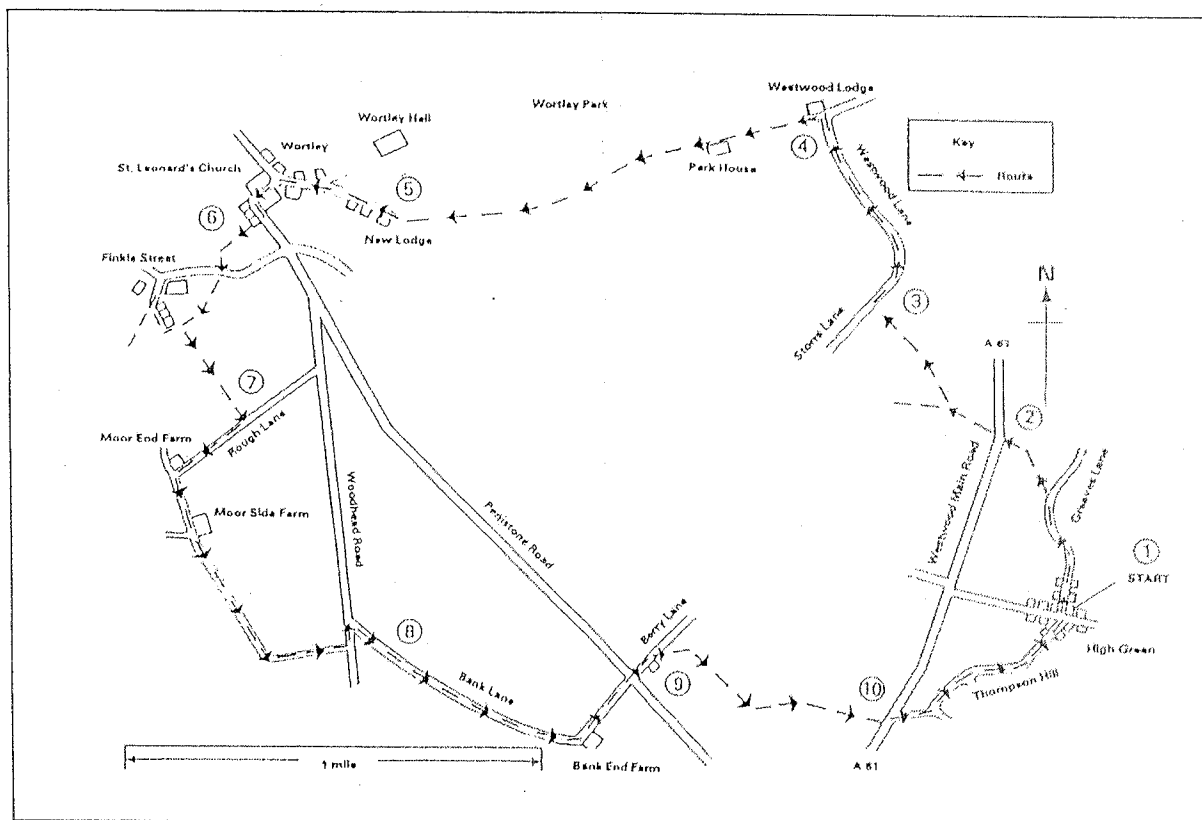 Westwood Lodge
Wortley Park
Wortley Hall
Wortley
St. Leonard's Church
④
Park House
Westwood Lane
Key
Route
⑤
⑥
New Lodge
Finkle Street
③
Storrs Lane
N
A 61
②
⑦
Rough Lane
Moor End Farm
Moor Side Farm
Woodhead Road
Penistone Road
Westwood Main Road
Greaves Lane
①
START
High Green
⑧
Berry Lane
Bank Lane
⑨
⑩
Thompson Hill
1 mile
Bank End Farm
A 61